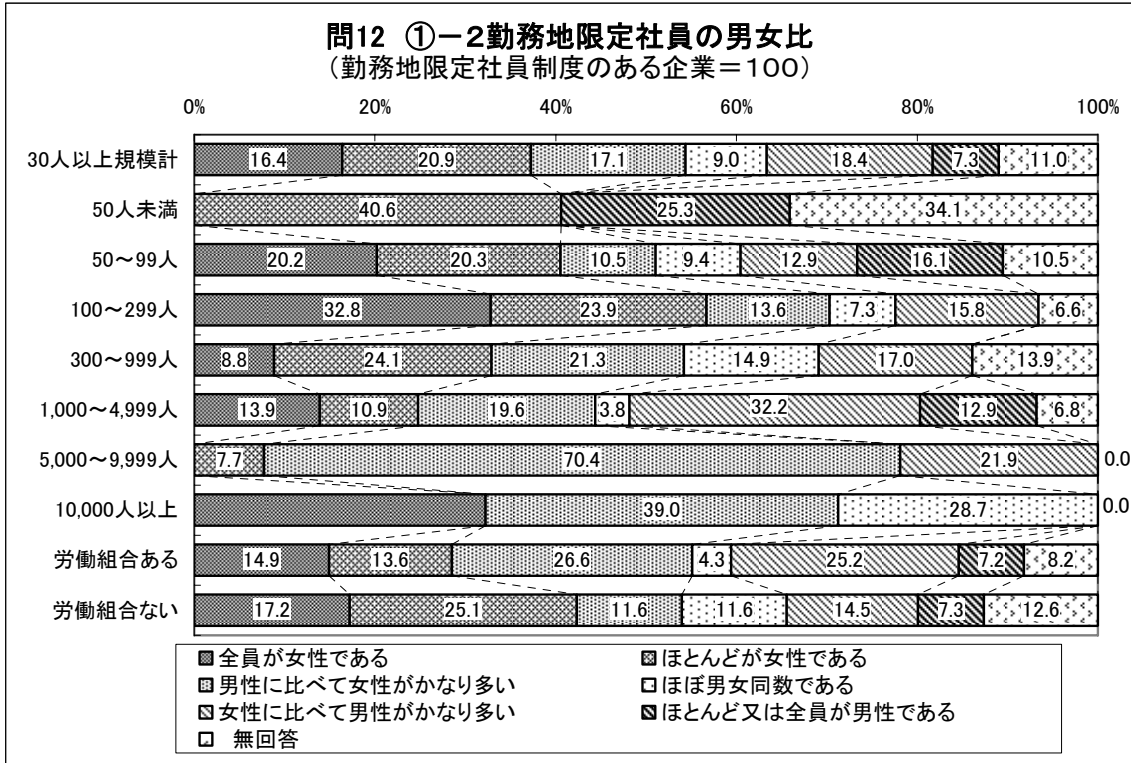 問12 ①－2勤務地限定社員の男女比
（勤務地限定社員制度のある企業＝100）
0% 20% 40% 60% 80% 100%
30人以上規模計 16.4 20.9 17.1 9.0 18.4 7.3 11.0
50人未満 40.6 25.3 34.1
50～99人 20.2 20.3 10.5 9.4 12.9 16.1 10.5
100～299人 32.8 23.9 13.6 7.3 15.8 6.6
300～999人 8.8 24.1 21.3 14.9 17.0 13.9
1,000～4,999人 13.9 10.9 19.6 3.8 32.2 12.9 6.8
5,000～9,999人 7.7 70.4 21.9 0.0
10,000人以上 39.0 28.7 0.0
労働組合ある 14.9 13.6 26.6 4.3 25.2 7.2 8.2
労働組合ない 17.2 25.1 11.6 11.6 14.5 7.3 12.6
全員が女性である ほとんどが女性である
男性に比べて女性がかなり多い ほぼ男女同数である
女性に比べて男性がかなり多い ほとんど又は全員が男性である
無回答